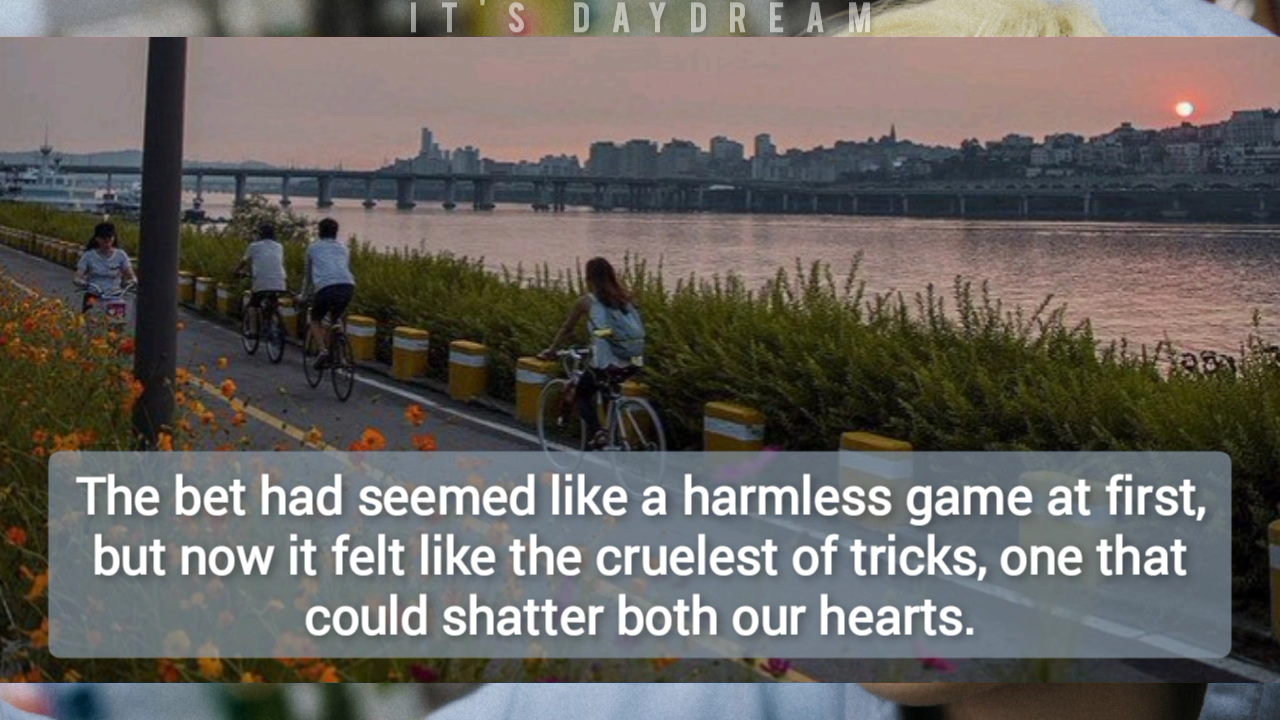 IT'S DAYDREAM
The bet had seemed like a harmless game at first,
but now it felt like the cruelest of tricks, one that
could shatter both our hearts.